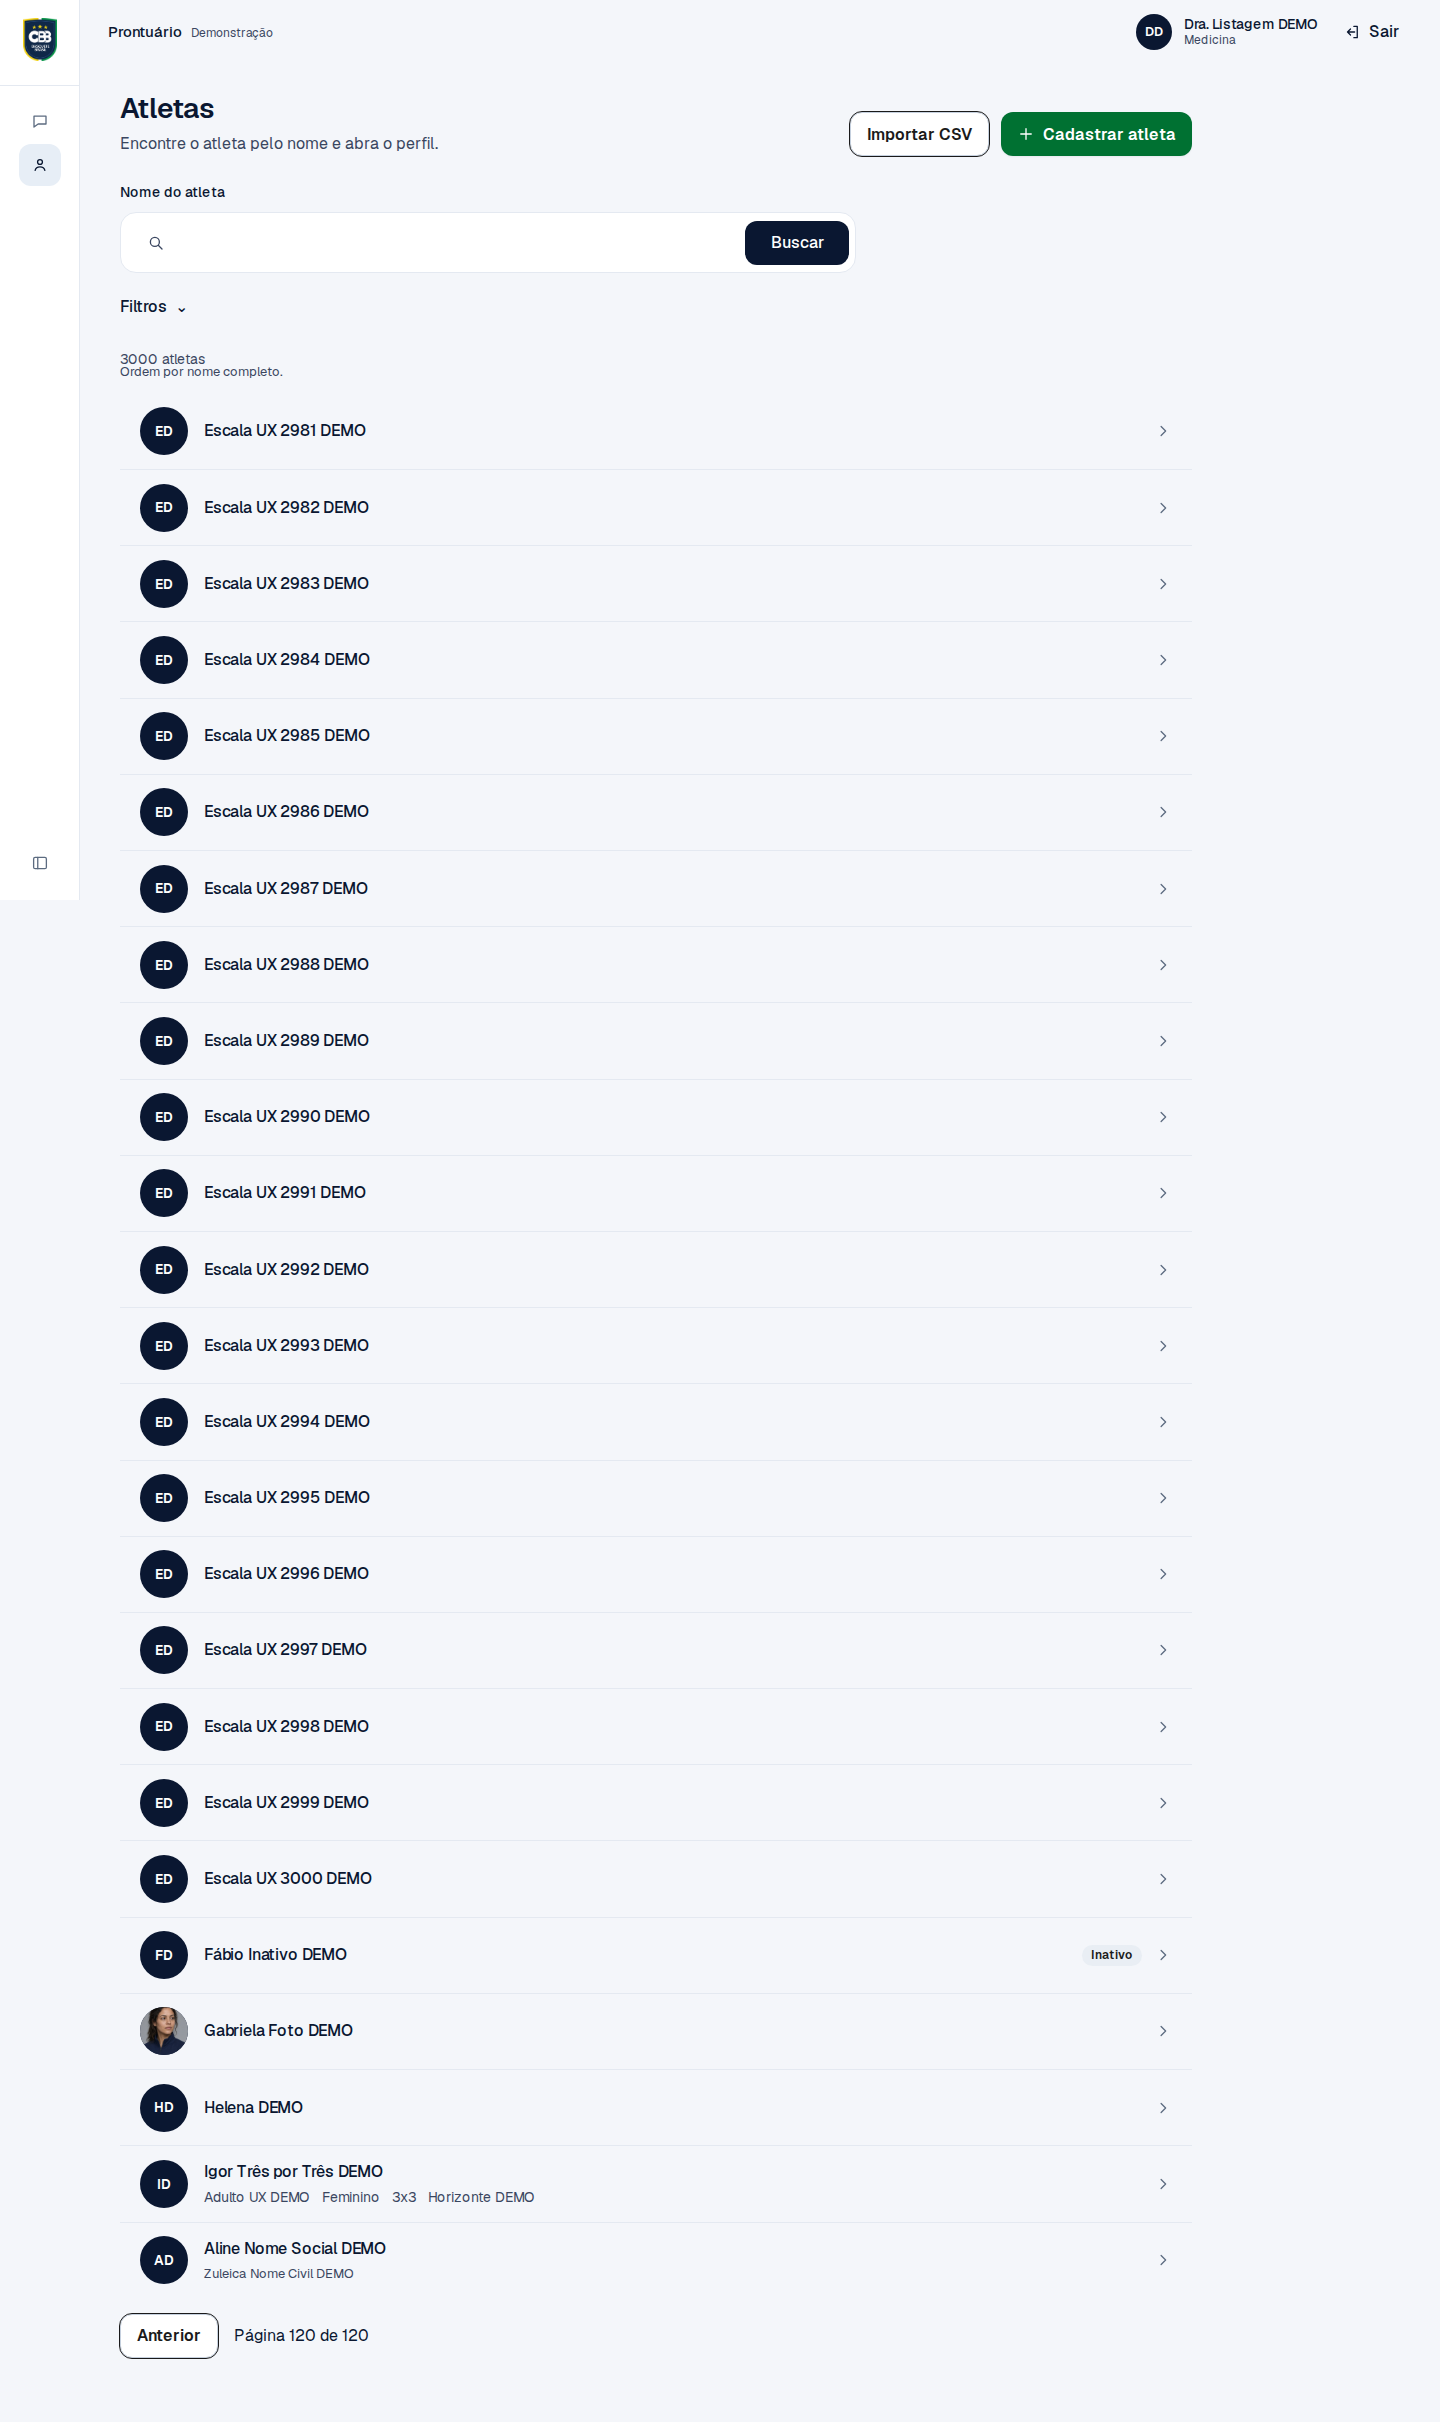 CBB
Prontuário Demonstração
DD
Dra. Listagem DEMO
Medicina
Sair
Atletas
Encontre o atleta pelo nome e abra o perfil.
Importar CSV
Cadastrar atleta
Nome do atleta
Buscar
Filtros
3000 atletas
Ordem por nome completo.
ED Escala UX 2981 DEMO
ED Escala UX 2982 DEMO
ED Escala UX 2983 DEMO
ED Escala UX 2984 DEMO
ED Escala UX 2985 DEMO
ED Escala UX 2986 DEMO
ED Escala UX 2987 DEMO
ED Escala UX 2988 DEMO
ED Escala UX 2989 DEMO
ED Escala UX 2990 DEMO
ED Escala UX 2991 DEMO
ED Escala UX 2992 DEMO
ED Escala UX 2993 DEMO
ED Escala UX 2994 DEMO
ED Escala UX 2995 DEMO
ED Escala UX 2996 DEMO
ED Escala UX 2997 DEMO
ED Escala UX 2998 DEMO
ED Escala UX 2999 DEMO
ED Escala UX 3000 DEMO
FD Fábio Inativo DEMO Inativo
Gabriela Foto DEMO
HD Helena DEMO
ID Igor Três por Três DEMO
Adulto UX DEMO Feminino 3x3 Horizonte DEMO
AD Aline Nome Social DEMO
Zuleica Nome Civil DEMO
Anterior Página 120 de 120